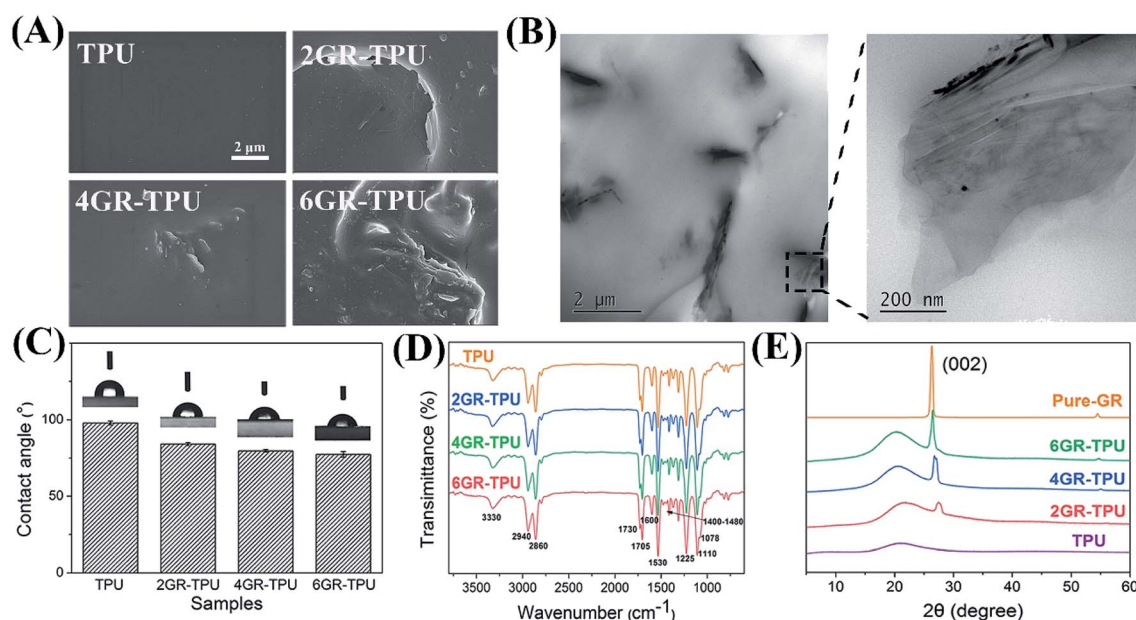 (A)
TPU
2GR-TPU
2 μm
4GR-TPU
6GR-TPU
(B)
2 μm
200 nm
(C)
Contact angle (°)
100
50
0
TPU
2GR-TPU
4GR-TPU
6GR-TPU
Samples
(D)
Transimittance (%)
TPU
2GR-TPU
4GR-TPU
6GR-TPU
3330
2940
2860
1730
1705
1600
1530
1400-1480
1225
1078
1110
3500
3000
2500
2000
1500
1000
Wavenumber (cm⁻¹)
(E)
(002)
Pure-GR
6GR-TPU
4GR-TPU
2GR-TPU
TPU
10
20
30
40
50
60
2θ (degree)